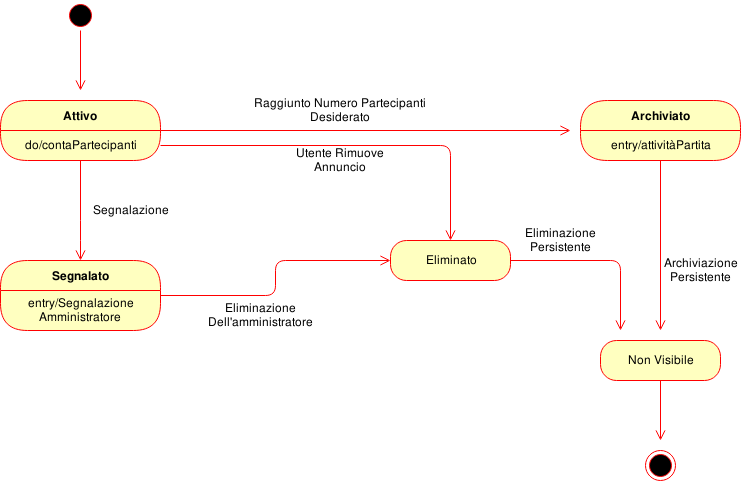 Attivo
do/contaPartecipanti
Raggiunto Numero Partecipanti
Desiderato
Archiviato
entry/attivitàPartita
Utente Rimuove
Annuncio
Segnalazione
Segnalato
entry/Segnalazione
Amministratore
Eliminazione
Dell'amministratore
Eliminato
Eliminazione
Persistente
Archiviazione
Persistente
Non Visibile